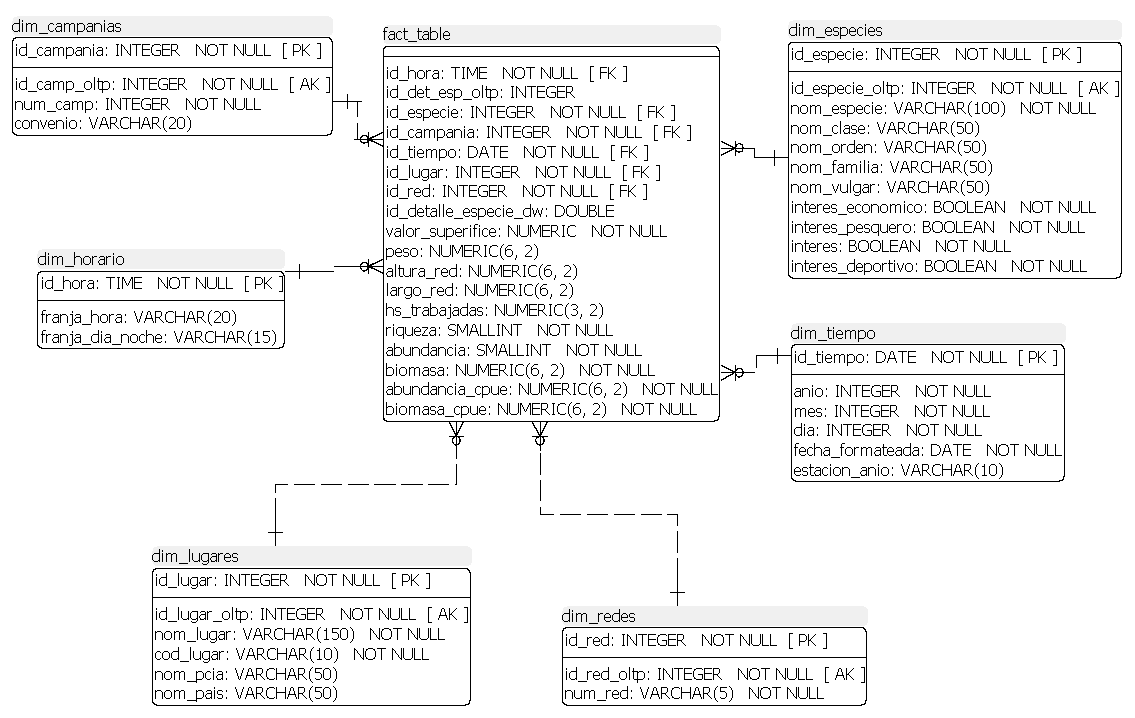 dim_campanias
id_campania: INTEGER NOT NULL [ PK ]
id_camp_oltp: INTEGER NOT NULL [ AK ]
num_camp: INTEGER NOT NULL
convenio: VARCHAR(20)
fact_table
id_hora: TIME NOT NULL [ FK ]
id_det_esp_oltp: INTEGER
id_especie: INTEGER NOT NULL [ FK ]
id_campania: INTEGER NOT NULL [ FK ]
id_tiempo: DATE NOT NULL [ FK ]
id_lugar: INTEGER NOT NULL [ FK ]
id_red: INTEGER NOT NULL [ FK ]
id_detalle_especie_dw: DOUBLE
valor_superifice: NUMERIC NOT NULL
peso: NUMERIC(6, 2)
altura_red: NUMERIC(6, 2)
largo_red: NUMERIC(6, 2)
hs_trabajadas: NUMERIC(3, 2)
riqueza: SMALLINT NOT NULL
abundancia: SMALLINT NOT NULL
biomasa: NUMERIC(6, 2) NOT NULL
abundancia_cpue: NUMERIC(6, 2) NOT NULL
biomasa_cpue: NUMERIC(6, 2) NOT NULL
dim_especies
id_especie: INTEGER NOT NULL [ PK ]
id_especie_oltp: INTEGER NOT NULL [ AK ]
nom_especie: VARCHAR(100) NOT NULL
nom_clase: VARCHAR(50)
nom_orden: VARCHAR(50)
nom_familia: VARCHAR(50)
nom_vulgar: VARCHAR(50)
interes_economico: BOOLEAN NOT NULL
interes_pesquero: BOOLEAN NOT NULL
interes: BOOLEAN NOT NULL
interes_deportivo: BOOLEAN NOT NULL
dim_horario
id_hora: TIME NOT NULL [ PK ]
franja_hora: VARCHAR(20)
franja_dia_noche: VARCHAR(15)
dim_tiempo
id_tiempo: DATE NOT NULL [ PK ]
anio: INTEGER NOT NULL
mes: INTEGER NOT NULL
dia: INTEGER NOT NULL
fecha_formateada: DATE NOT NULL
estacion_anio: VARCHAR(10)
dim_lugares
id_lugar: INTEGER NOT NULL [ PK ]
id_lugar_oltp: INTEGER NOT NULL [ AK ]
nom_lugar: VARCHAR(150) NOT NULL
cod_lugar: VARCHAR(10) NOT NULL
nom_pcia: VARCHAR(50)
nom_pais: VARCHAR(50)
dim_redes
id_red: INTEGER NOT NULL [ PK ]
id_red_oltp: INTEGER NOT NULL [ AK ]
num_red: VARCHAR(5) NOT NULL